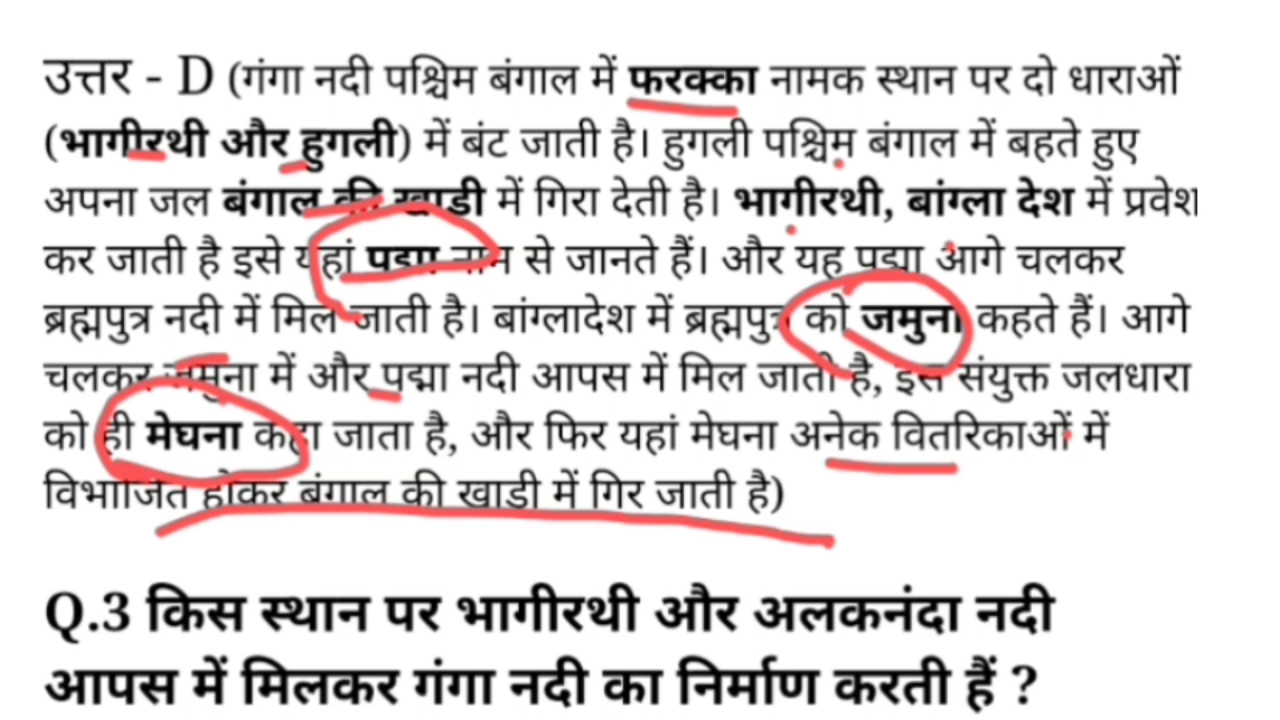 उत्तर - D (गंगा नदी पश्चिम बंगाल में फरक्का नामक स्थान पर दो धाराओं
(भागीरथी और हुगली) में बंट जाती है। हुगली पश्चिम बंगाल में बहते हुए
अपना जल बंगाल की खाडी में गिरा देती है। भागीरथी, बांग्ला देश में प्रवेश
कर जाती है इसे यहां पद्मा नाम से जानते हैं। और यह पद्मा आगे चलकर
ब्रह्मपुत्र नदी में मिल जाती है। बांग्लादेश में ब्रह्मपुत्र को जमुना कहते हैं। आगे
चलकर जमुना में और पद्मा नदी आपस में मिल जाती है, इस संयुक्त जलधारा
को ही मेघना कहा जाता है, और फिर यहां मेघना अनेक वितरिकाओं में
विभाजित होकर बंगाल की खाडी में गिर जाती है)
Q.3 किस स्थान पर भागीरथी और अलकनंदा नदी
आपस में मिलकर गंगा नदी का निर्माण करती हैं ?